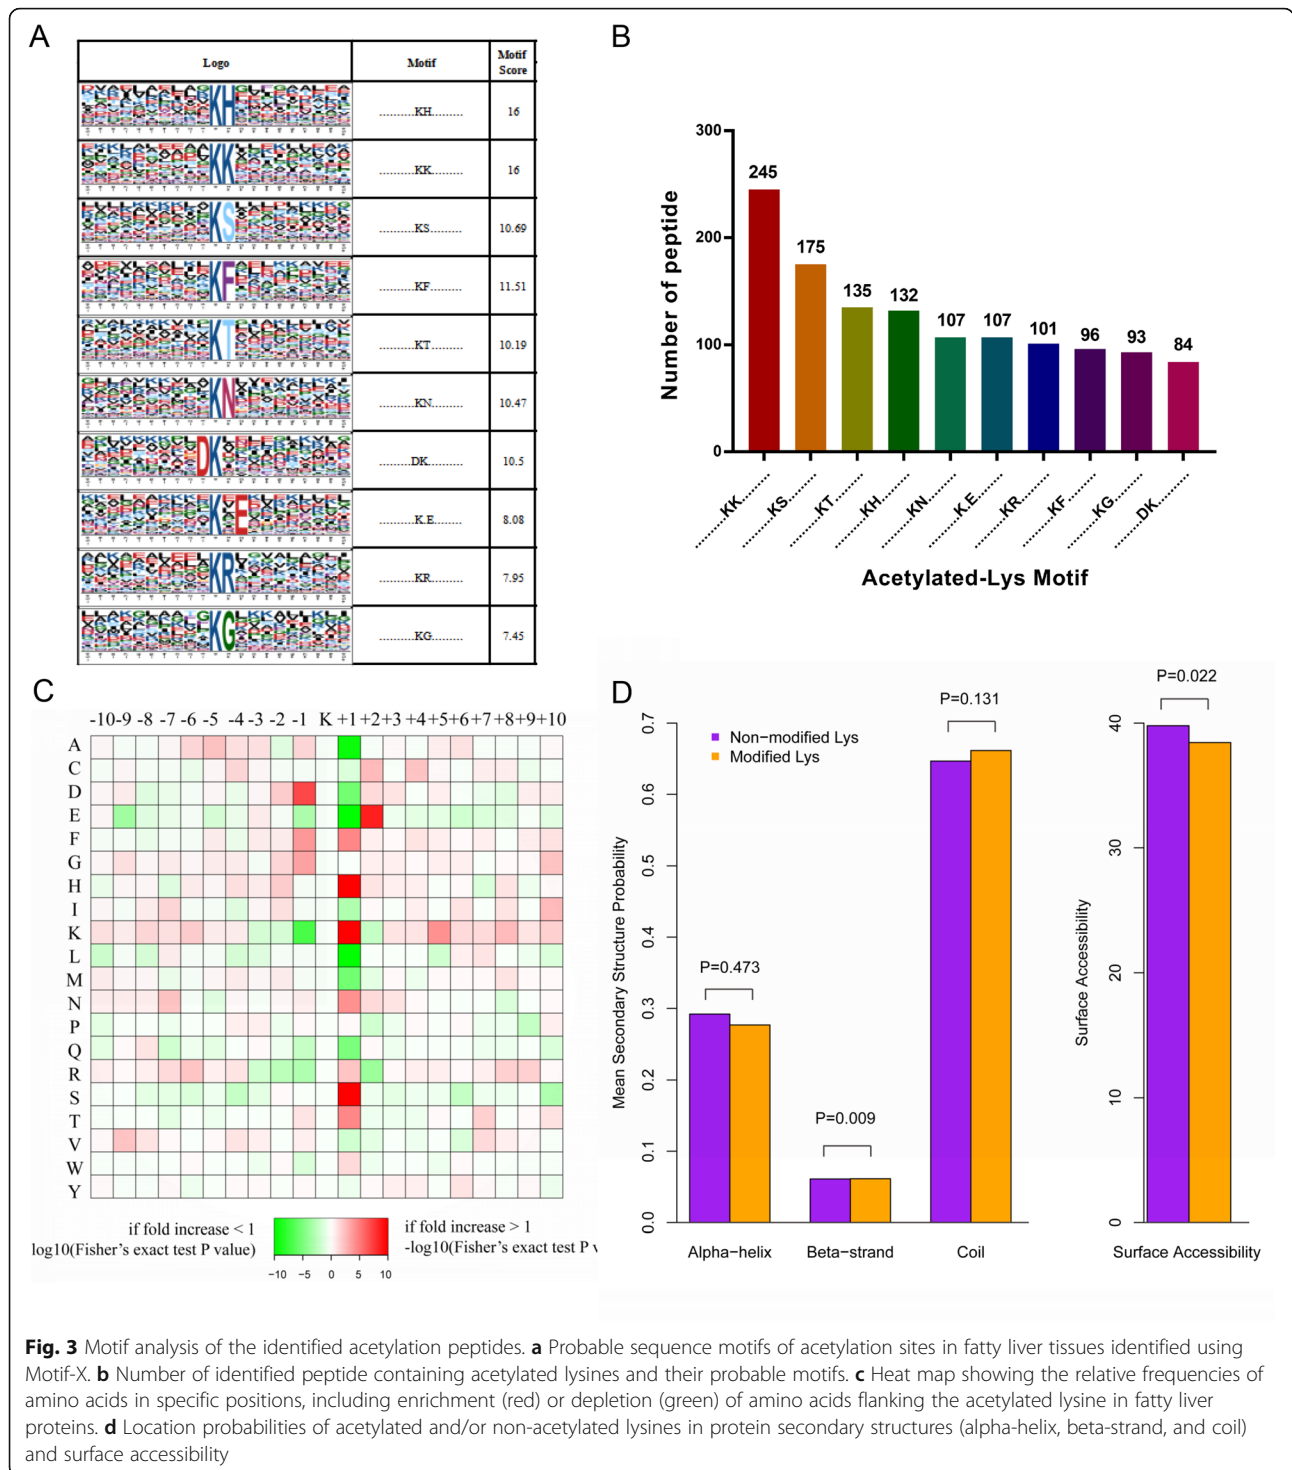 A
Logo Motif Motif Score
..........KH......... 16
..........KK......... 16
..........KS.......... 10.69
..........KF.......... 11.51
..........KT.......... 10.19
..........KN......... 10.47
.........DK.......... 10.5
..........K.E........ 8.08
..........KR......... 7.95
..........KG......... 7.45
B
Number of peptide
300
200
100
0
245
175
135
132
107
107
101
96
93
84
..........KK.........
..........KS.........
..........KT.........
..........KH.........
..........KN.........
..........K.E........
..........KR.........
..........KF.........
..........KG.........
.........DK..........
Acetylated-Lys Motif
C
-10 -9 -8 -7 -6 -5 -4 -3 -2 -1 K +1 +2 +3 +4 +5 +6 +7 +8 +9 +10
A
C
D
E
F
G
H
I
K
L
M
N
P
Q
R
S
T
V
W
Y
if fold increase < 1
log10(Fisher's exact test P value)
if fold increase > 1
-log10(Fisher's exact test P v
−10 −5 0 5 10
D
Non−modified Lys
Modified Lys
Mean Secondary Structure Probability
0.7
0.6
0.5
0.4
0.3
0.2
0.1
0.0
P=0.473
P=0.009
P=0.131
P=0.022
Alpha−helix Beta−strand Coil
Surface Accessibility
40
30
20
10
0
Surface Accessibility
Fig. 3 Motif analysis of the identified acetylation peptides. a Probable sequence motifs of acetylation sites in fatty liver tissues identified using
Motif-X. b Number of identified peptide containing acetylated lysines and their probable motifs. c Heat map showing the relative frequencies of
amino acids in specific positions, including enrichment (red) or depletion (green) of amino acids flanking the acetylated lysine in fatty liver
proteins. d Location probabilities of acetylated and/or non-acetylated lysines in protein secondary structures (alpha-helix, beta-strand, and coil)
and surface accessibility